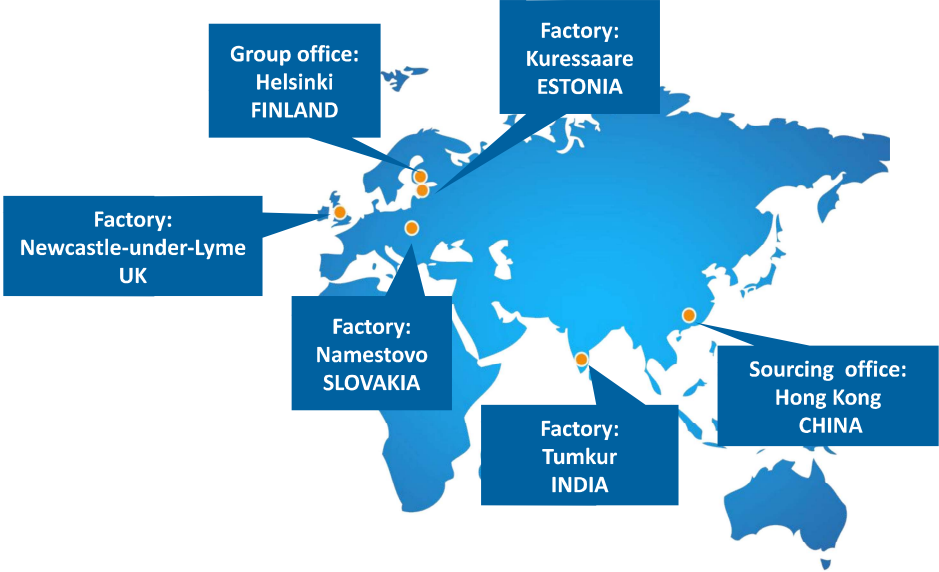 Group office:
Helsinki
FINLAND
Factory:
Kuressaare
ESTONIA
Factory:
Newcastle-under-Lyme
UK
Factory:
Namestovo
SLOVAKIA
Factory:
Tumkur
INDIA
Sourcing office:
Hong Kong
CHINA